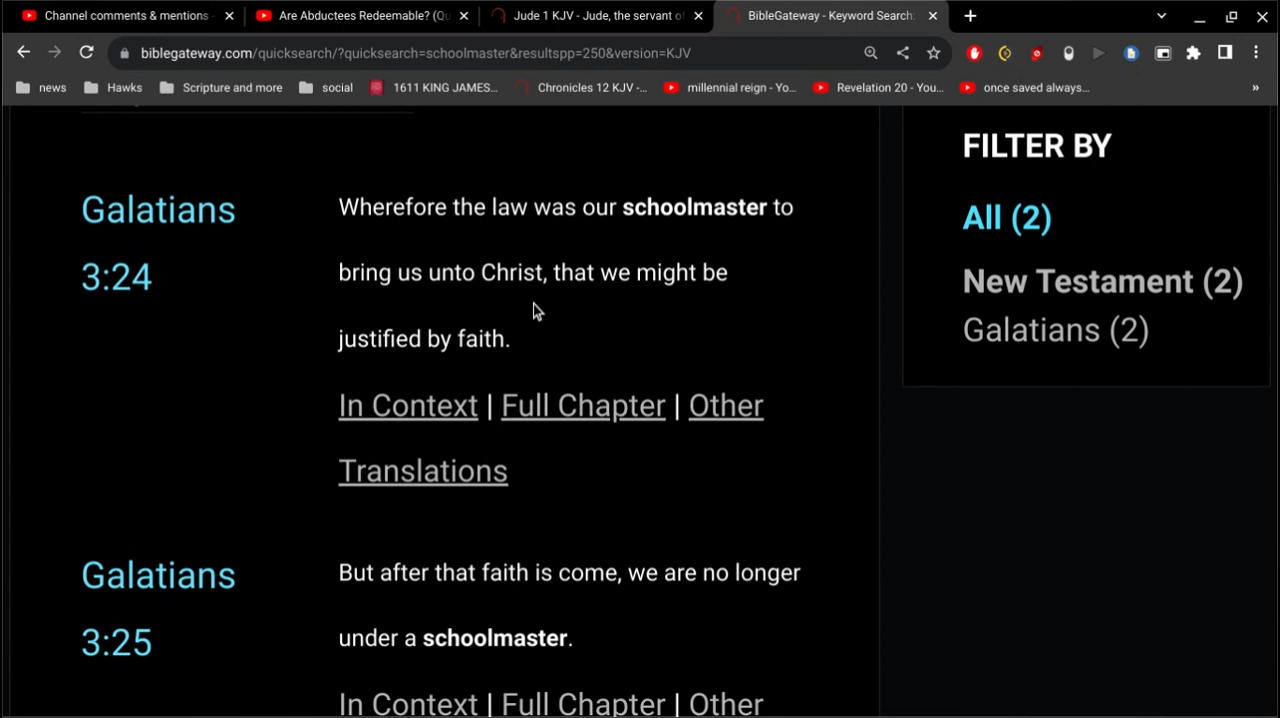 Channel comments & mentions
Are Abductees Redeemable? (Qu
Jude 1 KJV - Jude, the servant of
BibleGateway - Keyword Search:
biblegateway.com/quicksearch/?quicksearch=schoolmaster&resultspp=250&version=KJV
news
Hawks
Scripture and more
social
1611 KING JAMES...
Chronicles 12 KJV -...
millennial reign - Yo...
Revelation 20 - You...
once saved always...
»
Galatians
3:24
Wherefore the law was our schoolmaster to
bring us unto Christ, that we might be
justified by faith.
In Context | Full Chapter | Other
Translations
Galatians
3:25
But after that faith is come, we are no longer
under a schoolmaster.
In Context | Full Chapter | Other
FILTER BY
All (2)
New Testament (2)
Galatians (2)